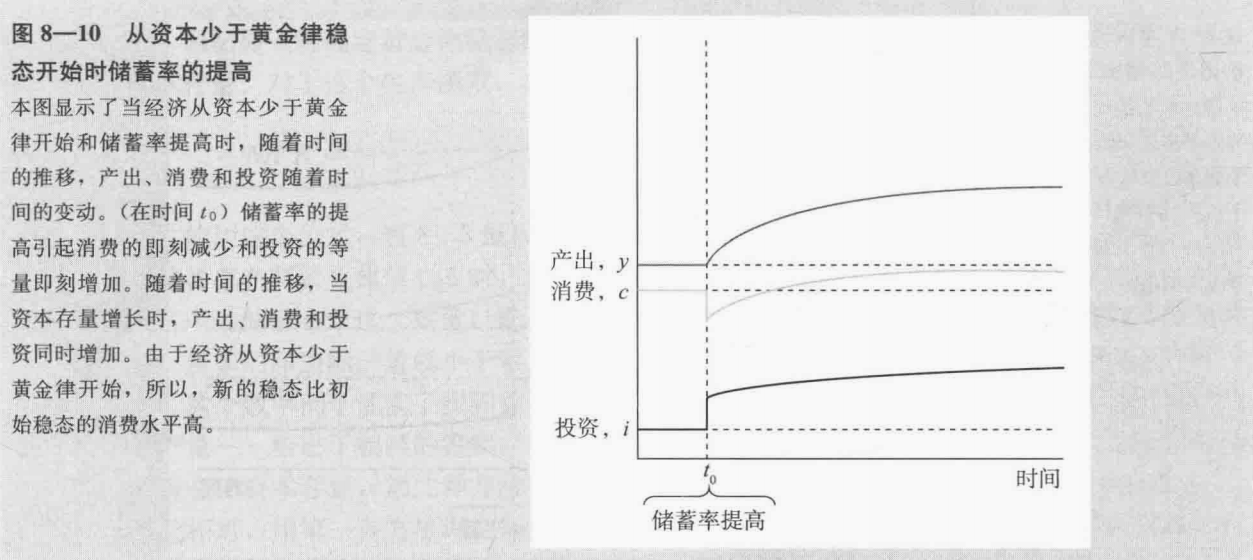 图 8—10 从资本少于黄金律稳
态开始时储蓄率的提高
本图显示了当经济从资本少于黄金
律开始和储蓄率提高时，随着时间
的推移，产出、消费和投资随着时
间的变动。（在时间 t₀）储蓄率的提
高引起消费的即刻减少和投资的等
量即刻增加。随着时间的推移，当
资本存量增长时，产出、消费和投
资同时增加。由于经济从资本少于
黄金律开始，所以，新的稳态比初
始稳态的消费水平高。
产出，y
消费，c
投资，i
t₀
时间
储蓄率提高